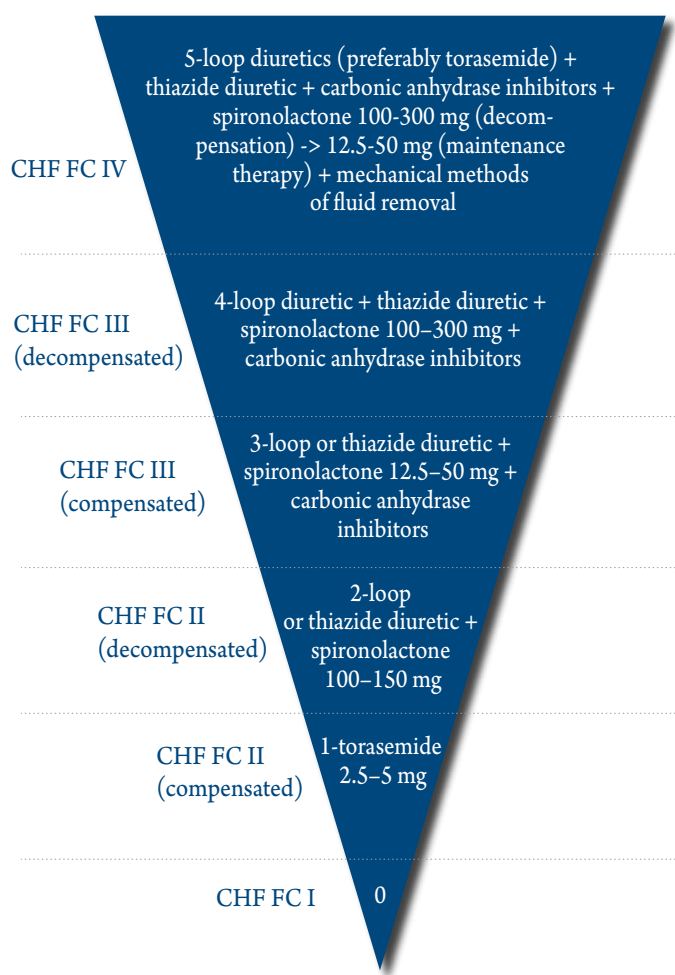 5-loop diuretics (preferably torasemide) +
thiazide diuretic + carbonic anhydrase inhibitors +
spironolactone 100-300 mg (decom-
pensation) -> 12.5-50 mg (maintenance
therapy) + mechanical methods
of fluid removal
CHF FC IV
4-loop diuretic + thiazide diuretic +
spironolactone 100–300 mg +
carbonic anhydrase inhibitors
CHF FC III
(decompensated)
3-loop or thiazide diuretic +
spironolactone 12.5–50 mg +
carbonic anhydrase
inhibitors
CHF FC III
(compensated)
2-loop
or thiazide diuretic +
spironolactone
100–150 mg
CHF FC II
(decompensated)
1-torasemide
2.5–5 mg
CHF FC II
(compensated)
CHF FC I
0